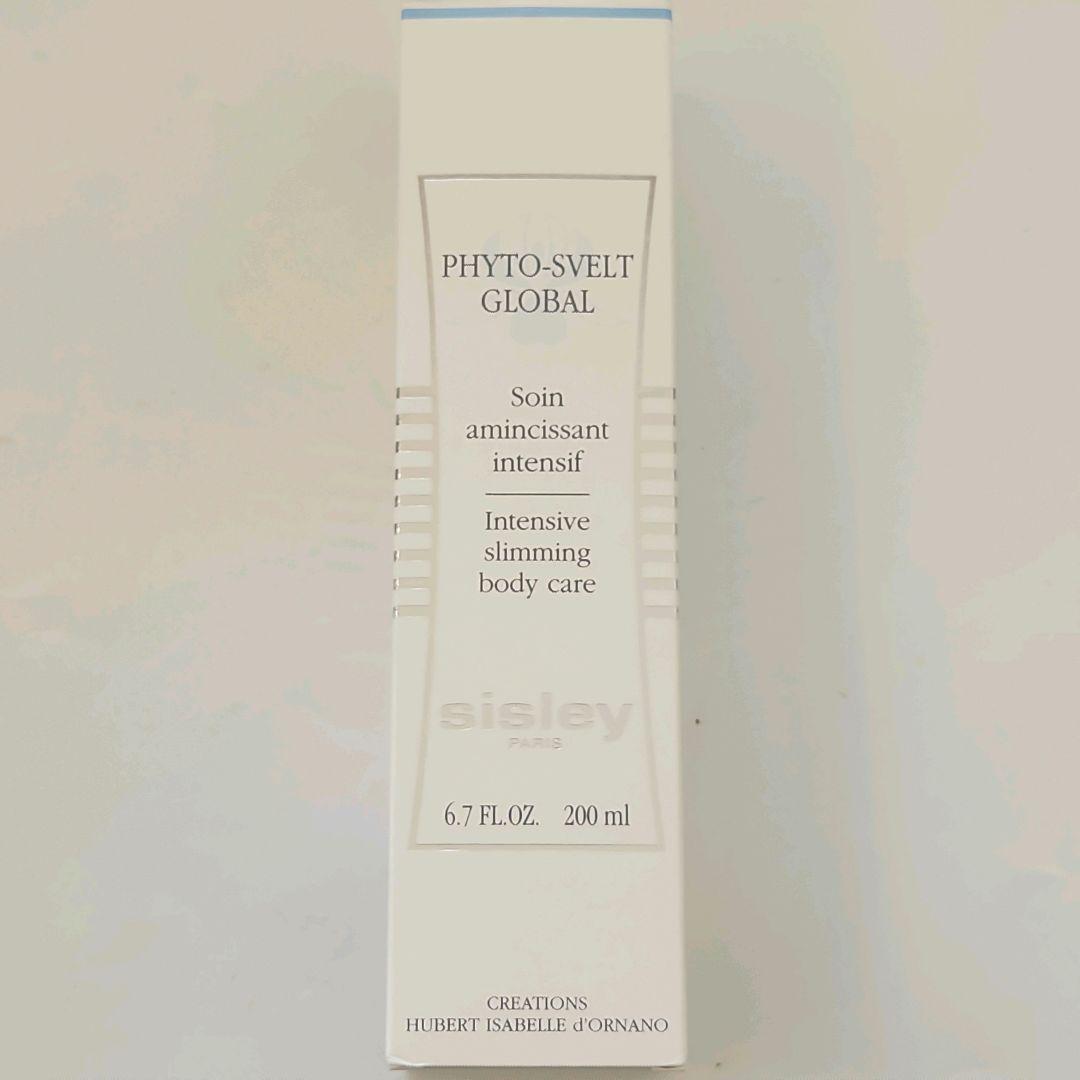 PHYTO-SVELT
GLOBAL
Soin
amincissant
intensif
Intensive
slimming
body care
sisley
PARIS
6.7 FL.OZ. 200 ml
CREATIONS
HUBERT ISABELLE d'ORNANO